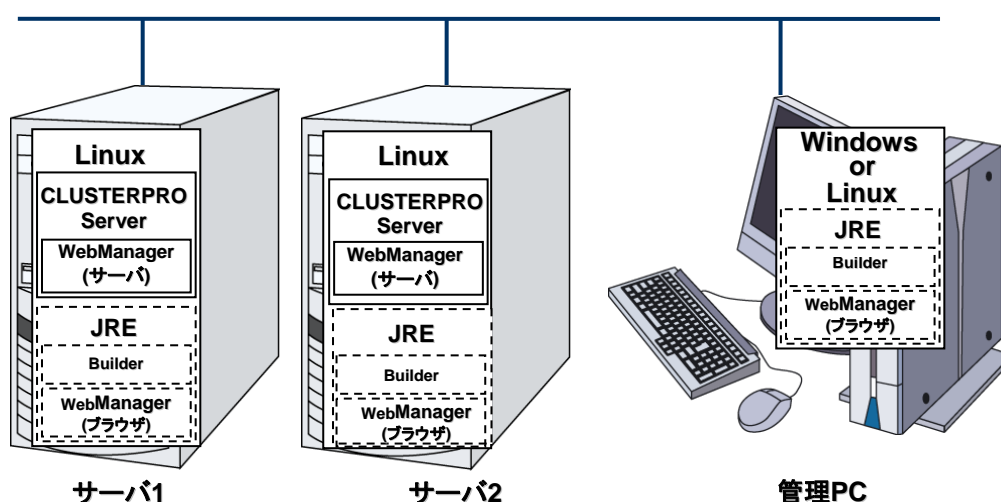 Linux
CLUSTERPRO
Server
WebManager
(サーバ)
JRE
Builder
WebManager
(ブラウザ)
サーバ1
Linux
CLUSTERPRO
Server
WebManager
(サーバ)
JRE
Builder
WebManager
(ブラウザ)
サーバ2
Windows
or
Linux
JRE
Builder
WebManager
(ブラウザ)
管理PC